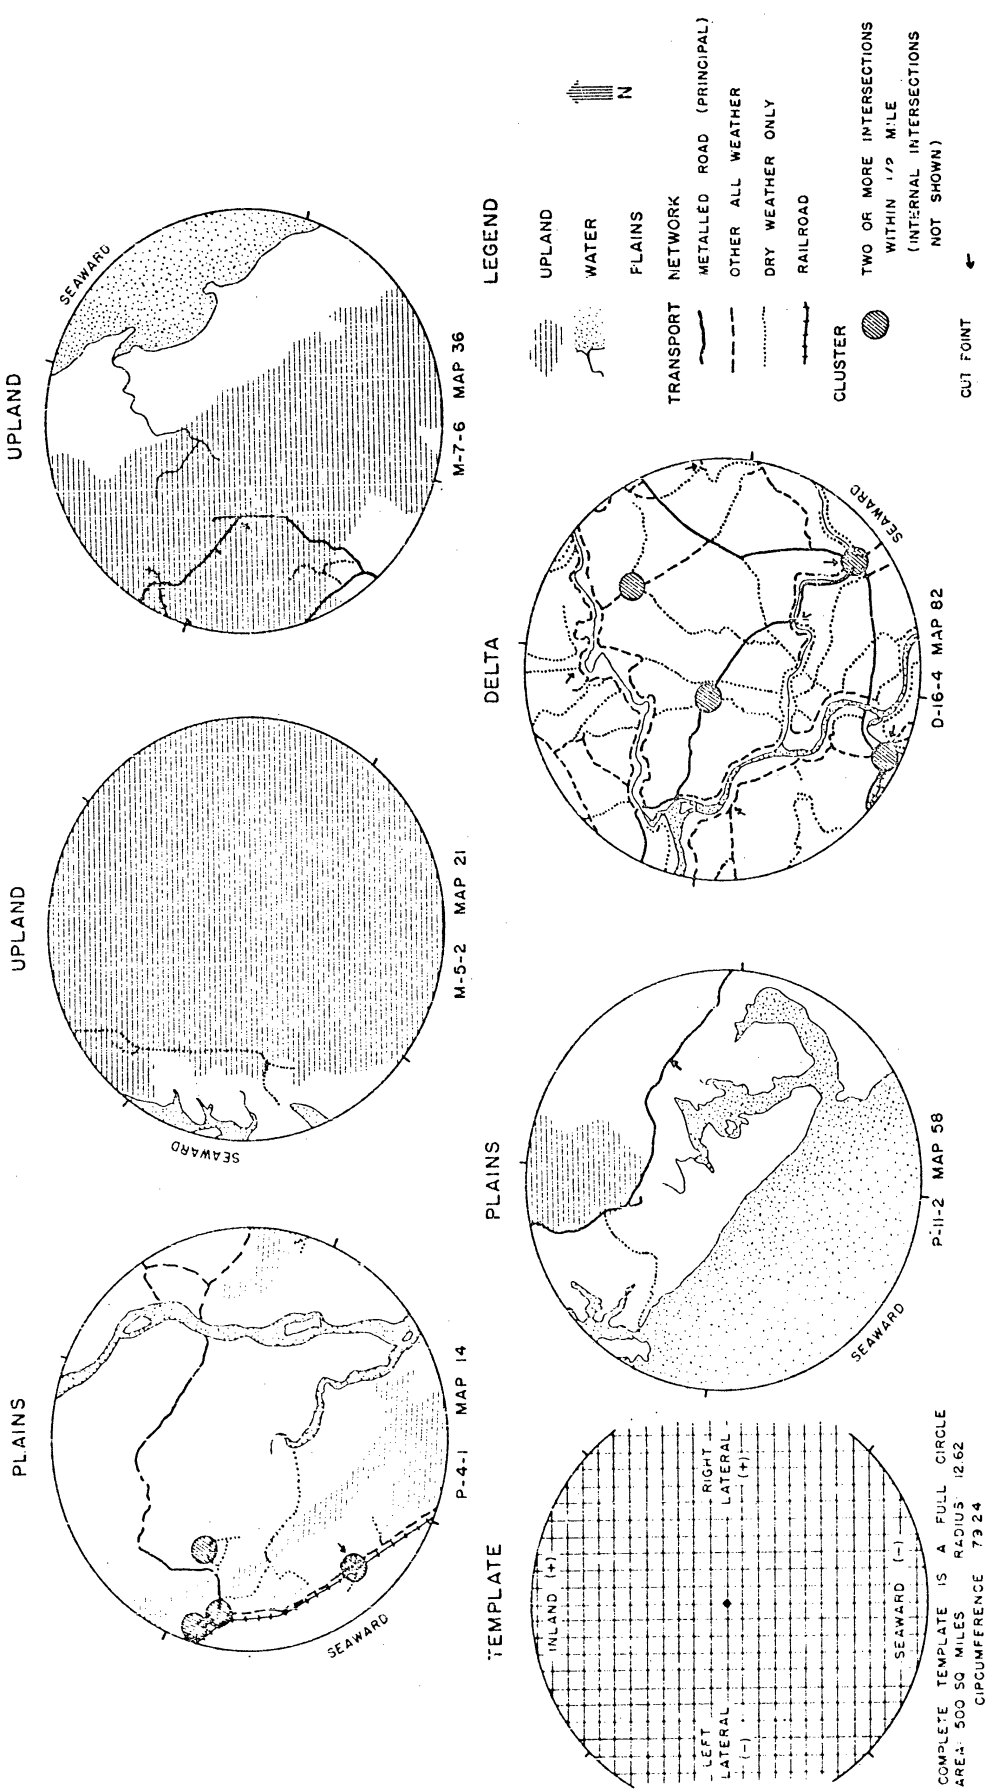 PLAINS
SEAWARD
P-4-1 MAP 14
UPLAND
SEAWARD
M-5-2 MAP 21
UPLAND
SEAWARD
M-7-6 MAP 36
TEMPLATE
INLAND (+)
LEFT
LATERAL
(-)
RIGHT
LATERAL
(+)
SEAWARD (-)
COMPLETE TEMPLATE IS A FULL CIRCLE
AREA: 500 SQ MILES RADIUS 12.62
CIRCUMFERENCE 79 24
PLAINS
SEAWARD
P-11-2 MAP 58
DELTA
SEAWARD
D-16-4 MAP 82
LEGEND
N
UPLAND
WATER
PLAINS
TRANSPORT NETWORK
METALLED ROAD (PRINCIPAL)
OTHER ALL WEATHER
DRY WEATHER ONLY
RAILROAD
CLUSTER
TWO OR MORE INTERSECTIONS
WITHIN 1/2 MILE
(INTERNAL INTERSECTIONS
NOT SHOWN)
CUT POINT